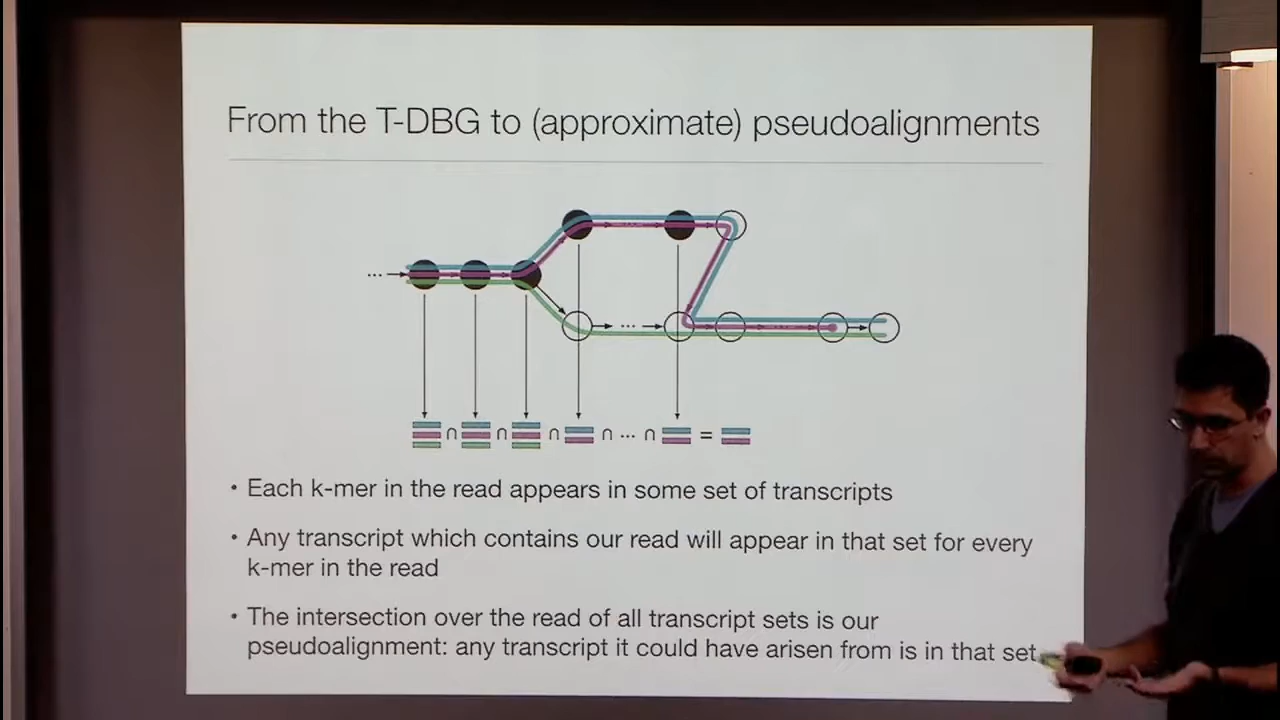 From the T-DBG to (approximate) pseudoalignments
... 
...
...
∩ ∩ ∩ ∩ ... ∩ =
• Each k-mer in the read appears in some set of transcripts
• Any transcript which contains our read will appear in that set for every
k-mer in the read
• The intersection over the read of all transcript sets is our
pseudoalignment: any transcript it could have arisen from is in that set